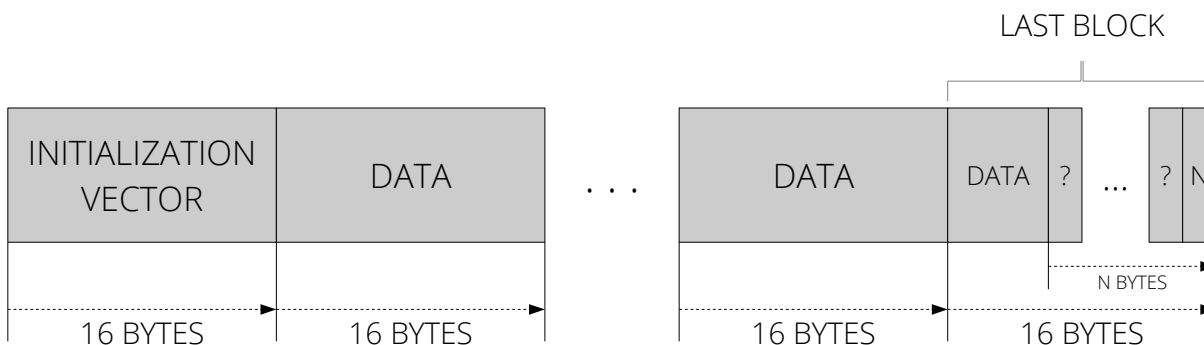 LAST BLOCK
INITIALIZATION
VECTOR
DATA
. . .
DATA
DATA
?
...
?
N
N BYTES
16 BYTES
16 BYTES
16 BYTES
16 BYTES